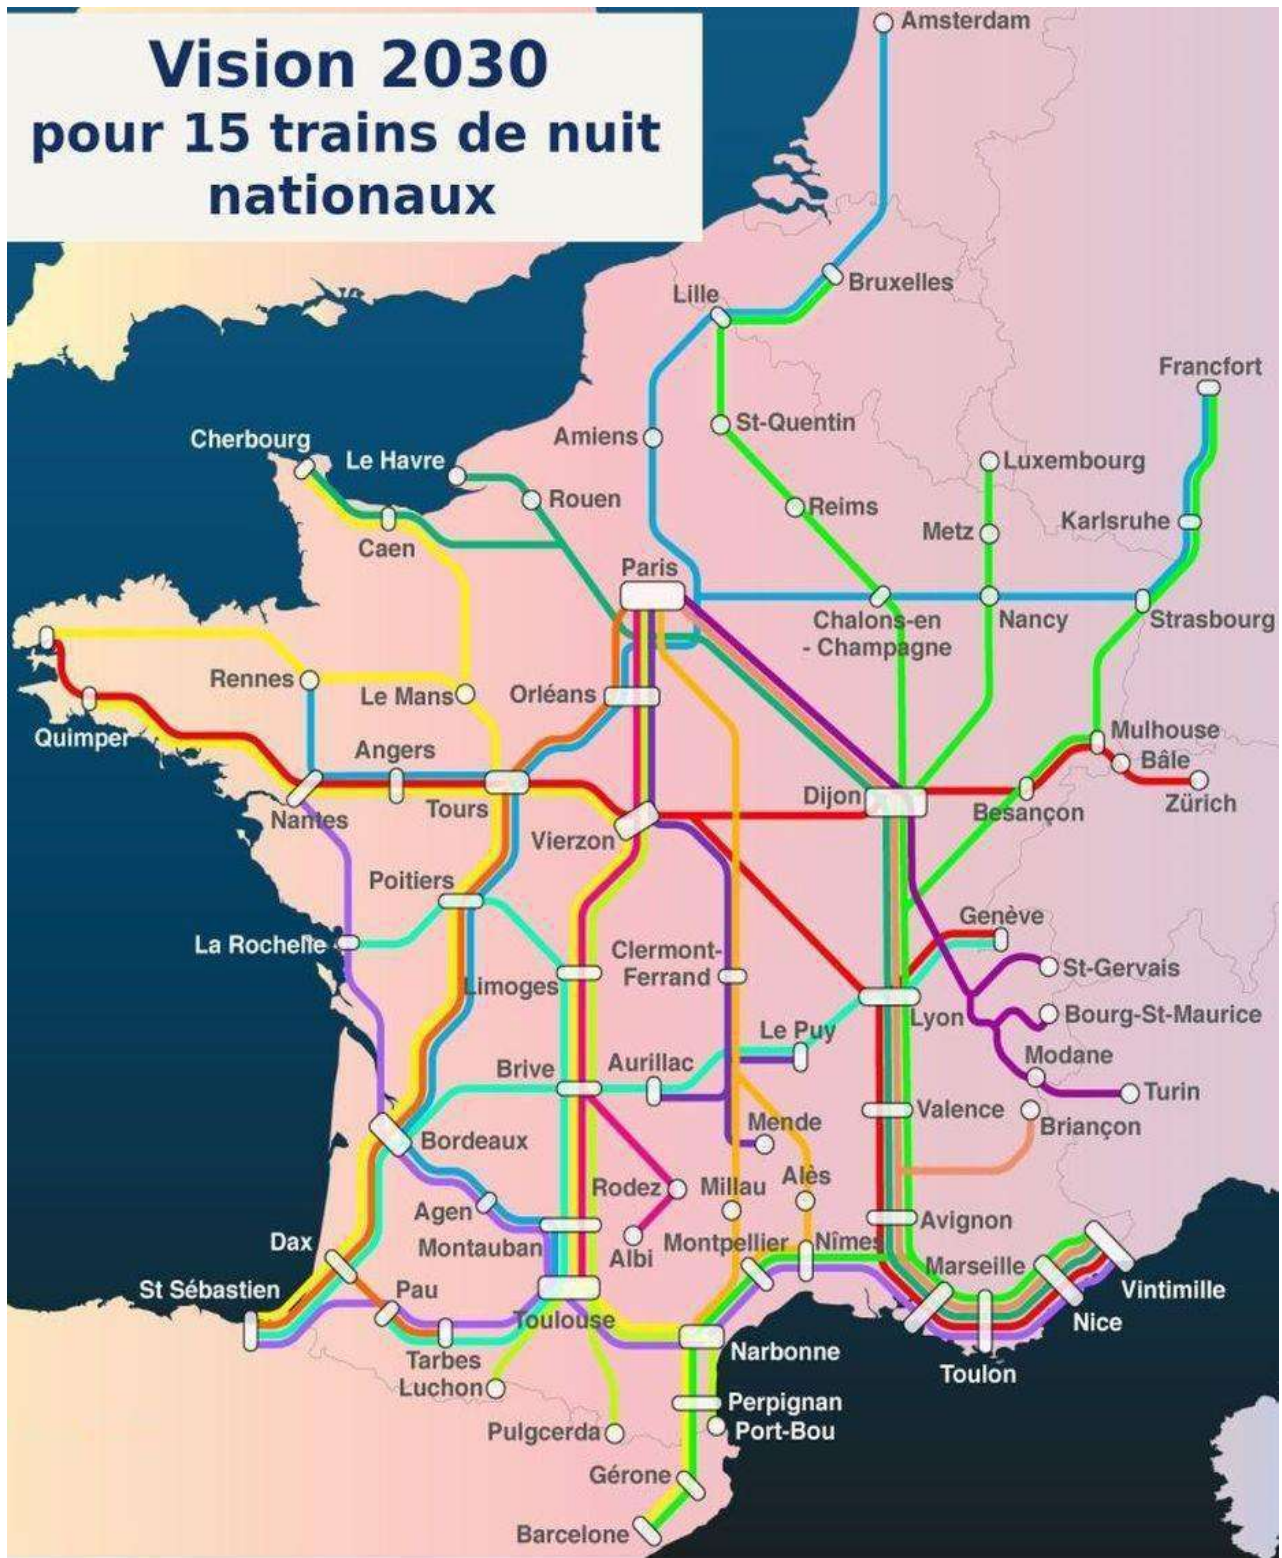 Vision 2030
pour 15 trains de nuit
nationaux
Amsterdam
Bruxelles
Lille
Francfort
St-Quentin
Amiens
Cherbourg
Le Havre
Luxembourg
Rouen
Reims
Metz
Karlsruhe
Caen
Paris
Chalons-en
- Champagne
Nancy
Strasbourg
Rennes
Le Mans
Orléans
Quimper
Angers
Mulhouse
Bâle
Zürich
Nantes
Tours
Vierzon
Dijon
Besançon
Poitiers
La Rochelle
Limoges
Clermont-
Ferrand
Genève
St-Gervais
Lyon
Bourg-St-Maurice
Le Puy
Modane
Turin
Brive
Aurillac
Valence
Briançon
Mende
Bordeaux
Rodez
Millau
Alès
Agen
Montauban
Albi
Montpellier
Nîmes
Avignon
Dax
Marseille
St Sébastien
Pau
Toulouse
Vintimille
Nice
Tarbes
Luchon
Narbonne
Toulon
Perpignan
Port-Bou
Pulgcerda
Gérone
Barcelone